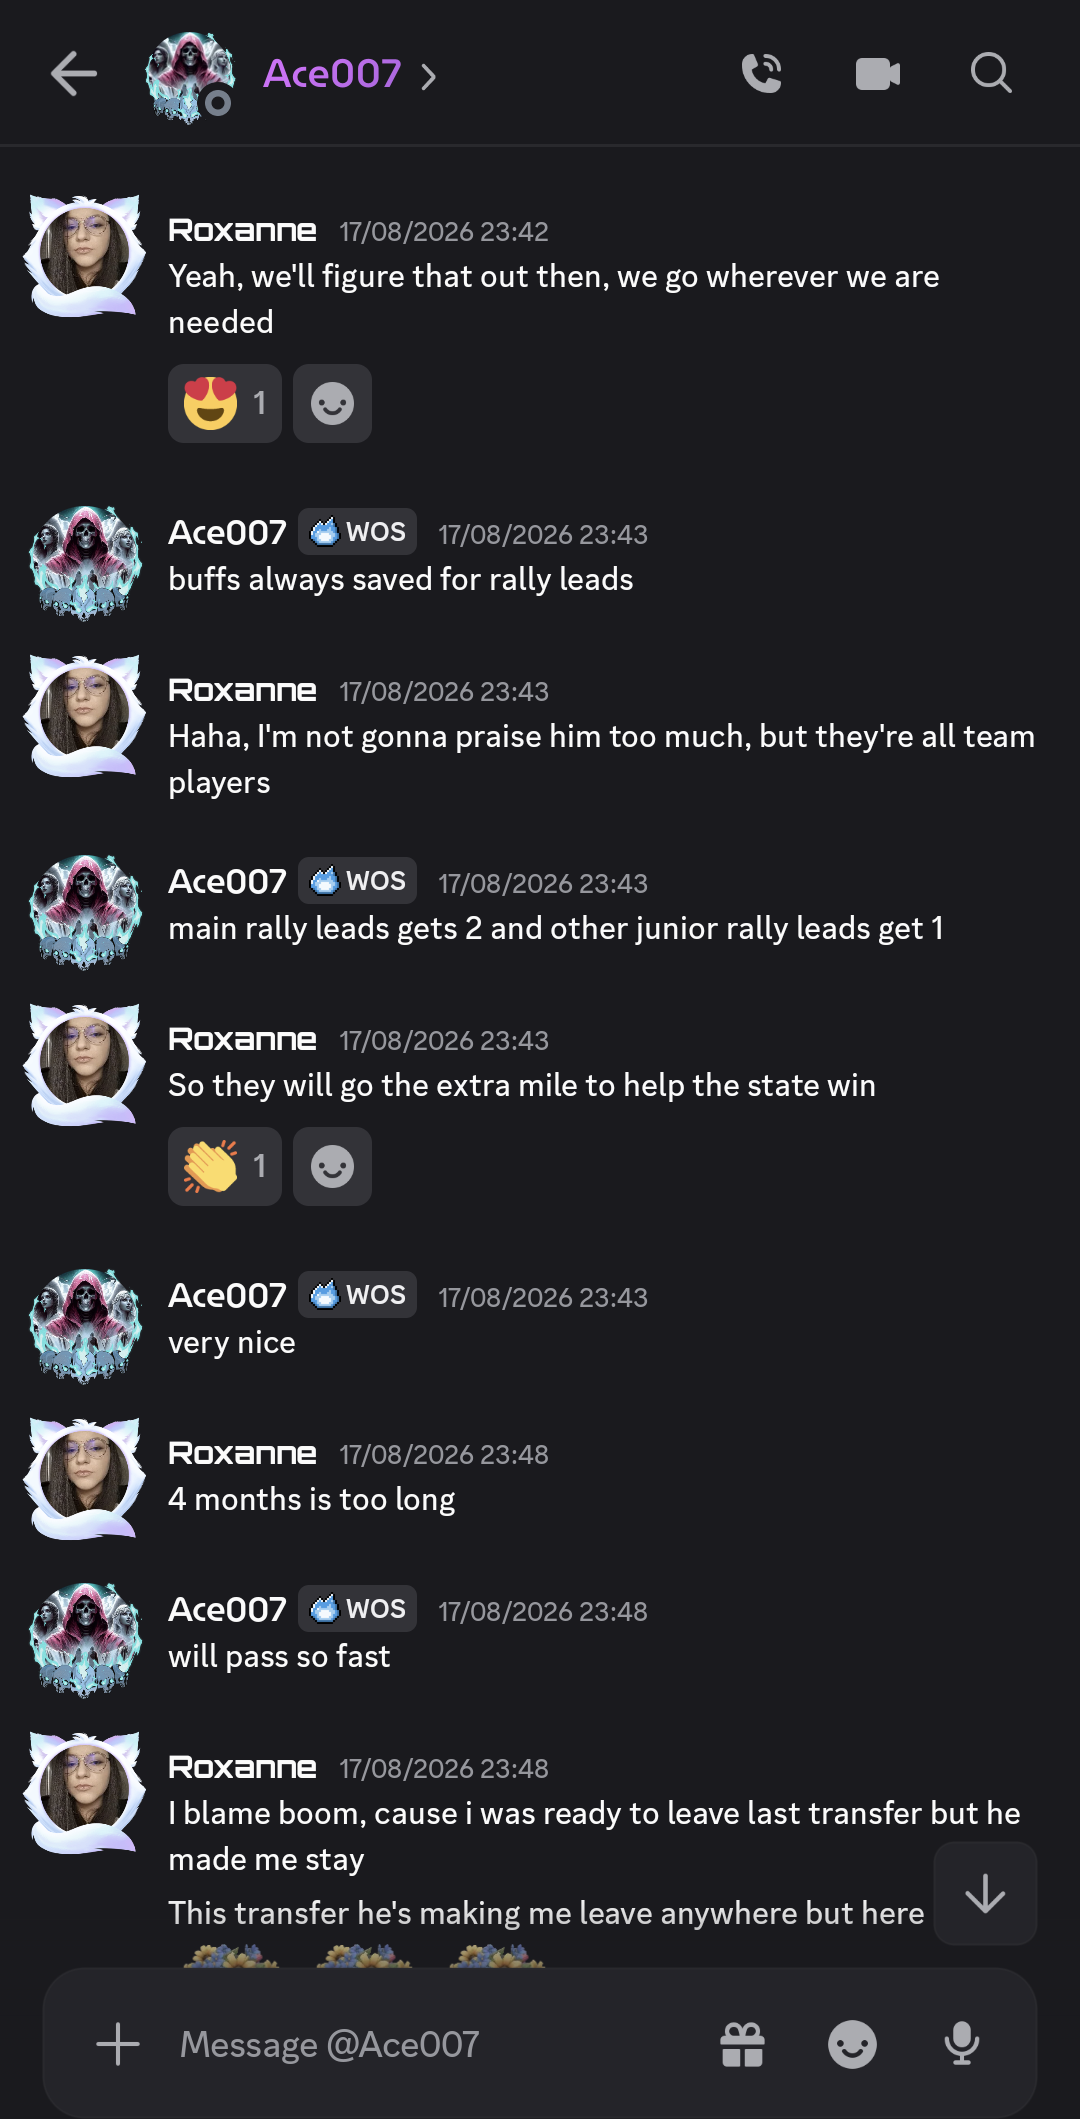 Ace007
Roxanne 17/08/2026 23:42
Yeah, we'll figure that out then, we go wherever we are
needed
1
Ace007 WOS 17/08/2026 23:43
buffs always saved for rally leads
Roxanne 17/08/2026 23:43
Haha, I'm not gonna praise him too much, but they're all team
players
Ace007 WOS 17/08/2026 23:43
main rally leads gets 2 and other junior rally leads get 1
Roxanne 17/08/2026 23:43
So they will go the extra mile to help the state win
1
Ace007 WOS 17/08/2026 23:43
very nice
Roxanne 17/08/2026 23:48
4 months is too long
Ace007 WOS 17/08/2026 23:48
will pass so fast
Roxanne 17/08/2026 23:48
I blame boom, cause i was ready to leave last transfer but he
made me stay
This transfer he's making me leave anywhere but here
Message @Ace007